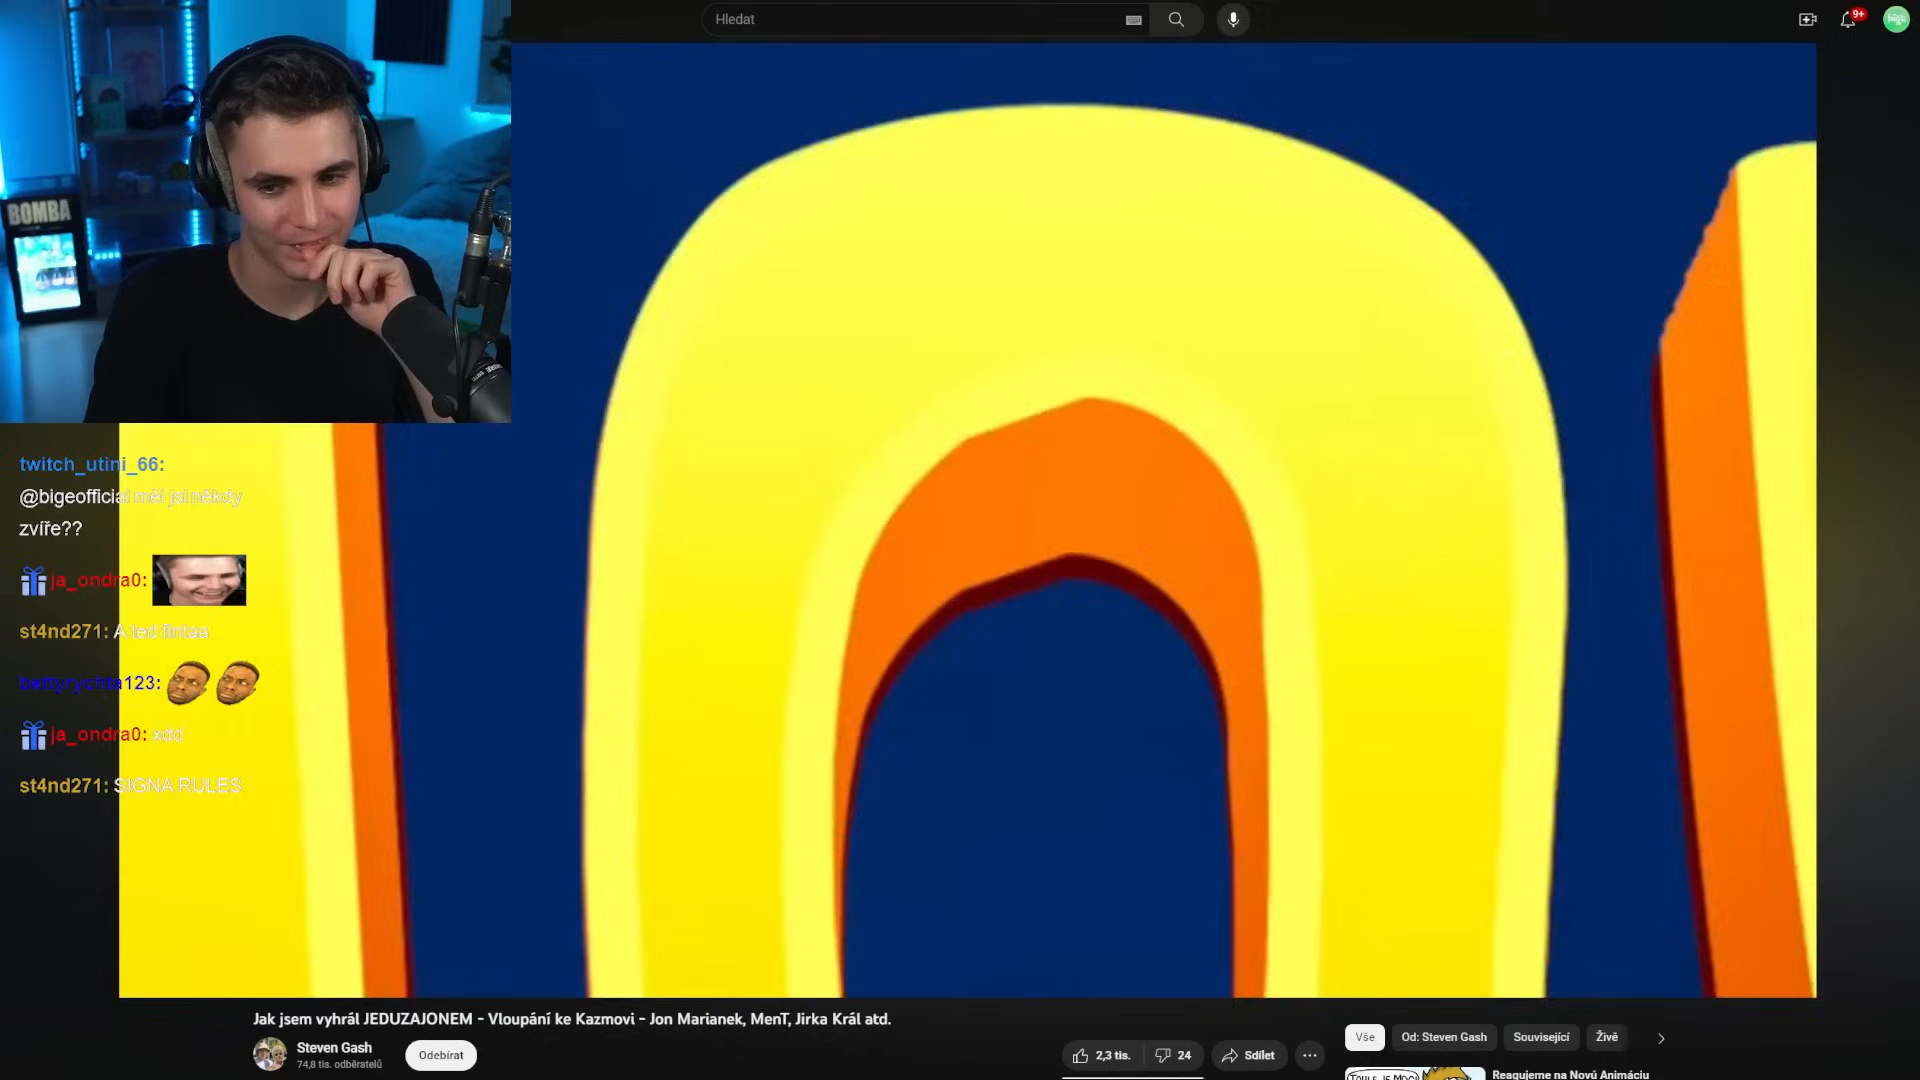 Hledat
9+
BOMBA
twitch_utini_66:
@bigeofficial měl jsi někdy
zvíře??
ja_ondra0:
st4nd271: A ted fintaa
bettyrychta123:
ja_ondra0: xdd
st4nd271: SIGNA RULES
Jak jsem vyhrál JEDUZAJONEM - Vloupání ke Kazmovi - Jon Marianek, MenT, Jirka Král atd.
Steven Gash
74,8 tis. odběratelů
Odebírat
2,3 tis.
24
Sdílet
Vše
Od: Steven Gash
Související
Živě
Reagujeme na Novú Animáciu